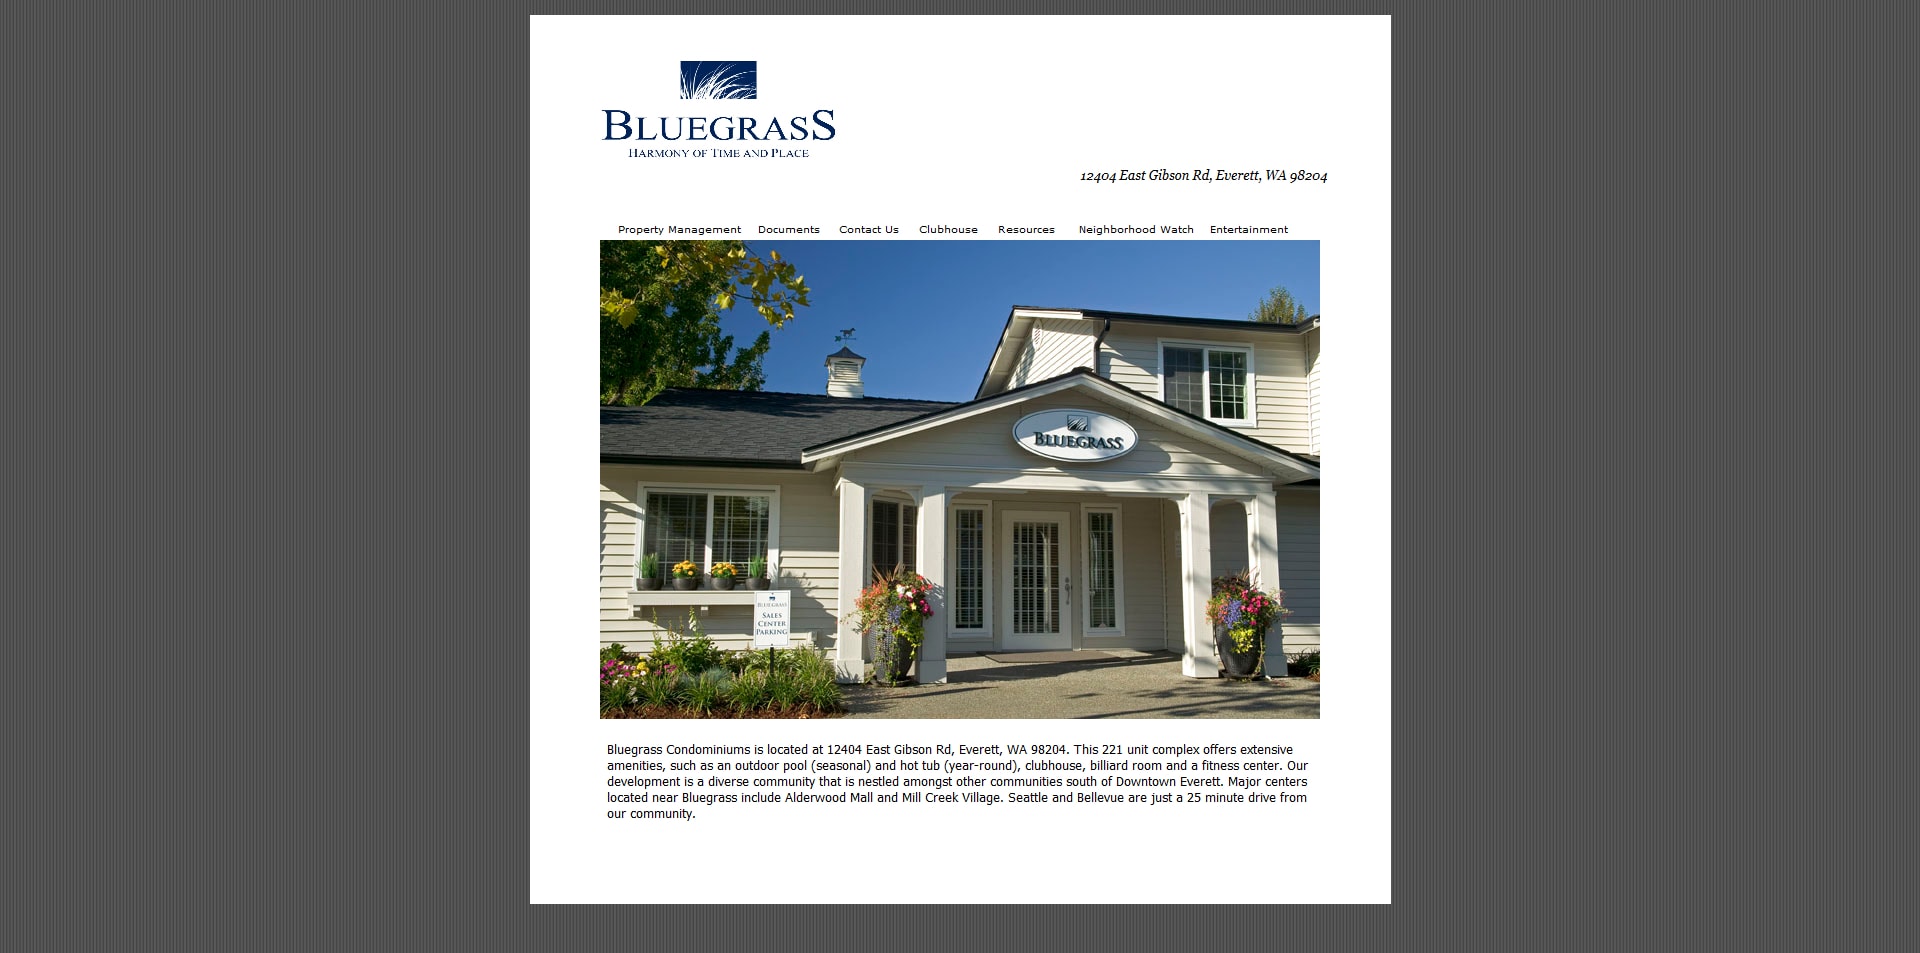 BLUEGRASS
HARMONY OF TIME AND PLACE
12404 East Gibson Rd, Everett, WA 98204
Property Management Documents Contact Us Clubhouse Resources Neighborhood Watch Entertainment
BLUEGRASS
BLUEGRASS
SALES
CENTER
PARKING
Bluegrass Condominiums is located at 12404 East Gibson Rd, Everett, WA 98204. This 221 unit complex offers extensive
amenities, such as an outdoor pool (seasonal) and hot tub (year-round), clubhouse, billiard room and a fitness center. Our
development is a diverse community that is nestled amongst other communities south of Downtown Everett. Major centers
located near Bluegrass include Alderwood Mall and Mill Creek Village. Seattle and Bellevue are just a 25 minute drive from
our community.